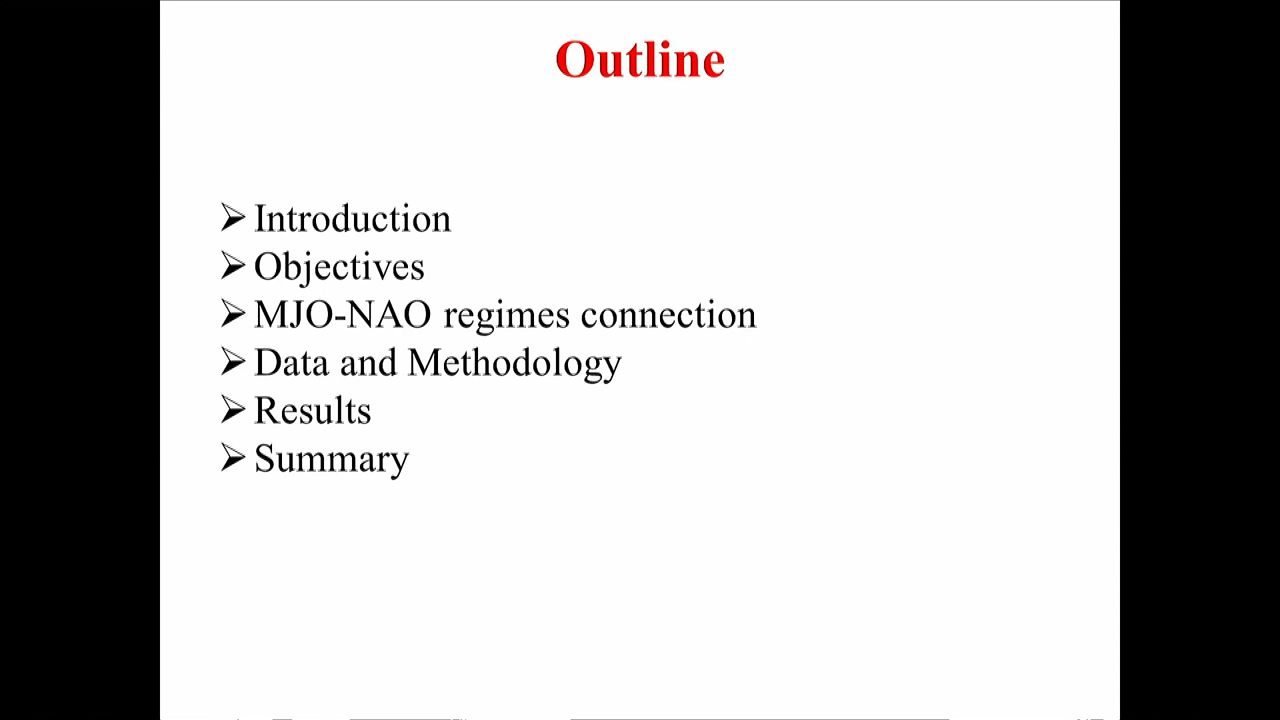 Outline
Introduction
Objectives
MJO-NAO regimes connection
Data and Methodology
Results
Summary